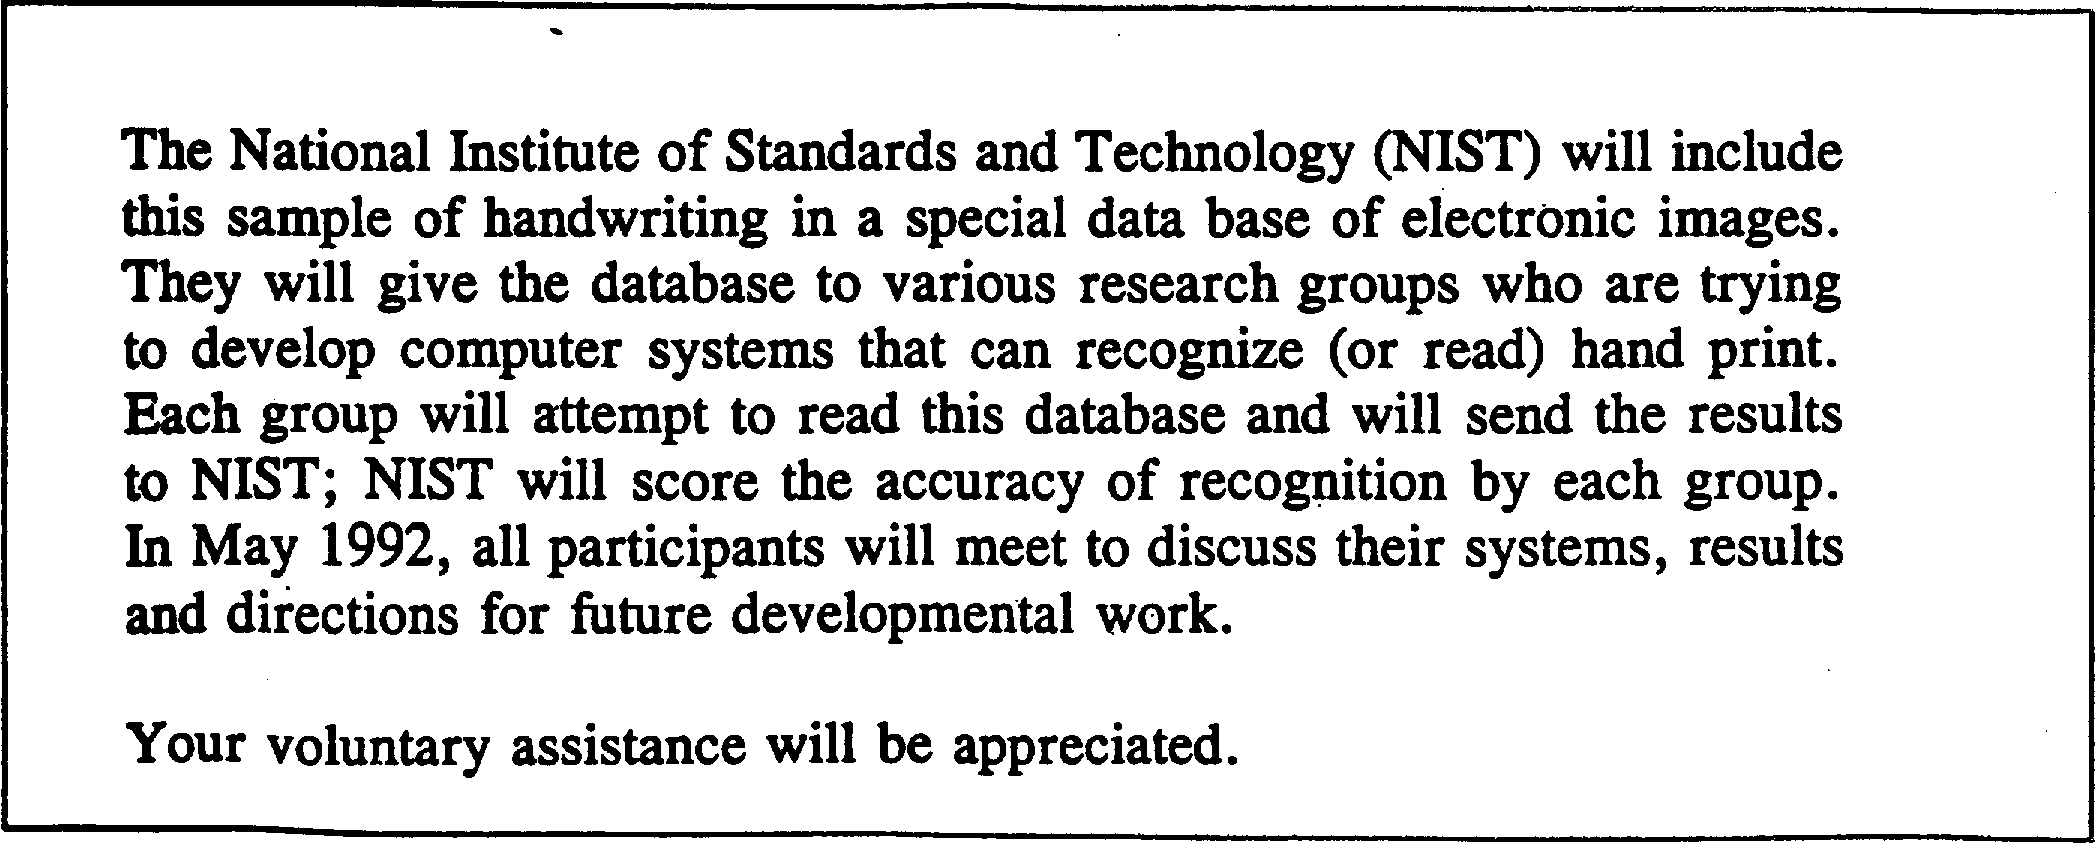 The National Institute of Standards and Technology (NIST) will include
this sample of handwriting in a special data base of electronic images.
They will give the database to various research groups who are trying
to develop computer systems that can recognize (or read) hand print.
Each group will attempt to read this database and will send the results
to NIST; NIST will score the accuracy of recognition by each group.
In May 1992, all participants will meet to discuss their systems, results
and directions for future developmental work.
Your voluntary assistance will be appreciated.